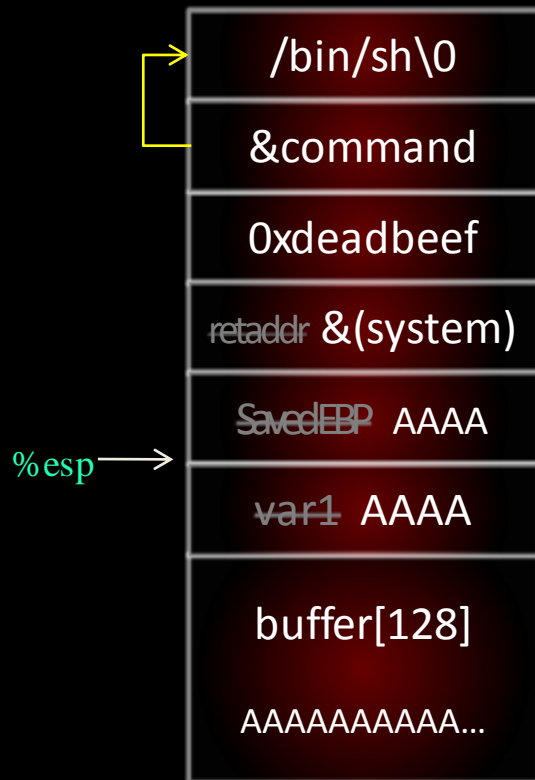 /bin/sh\0
&command
0xdeadbeef
retaddr &(system)
SavedEBP AAAA
%esp
var1 AAAA
buffer[128]
AAAAAAAAAA...